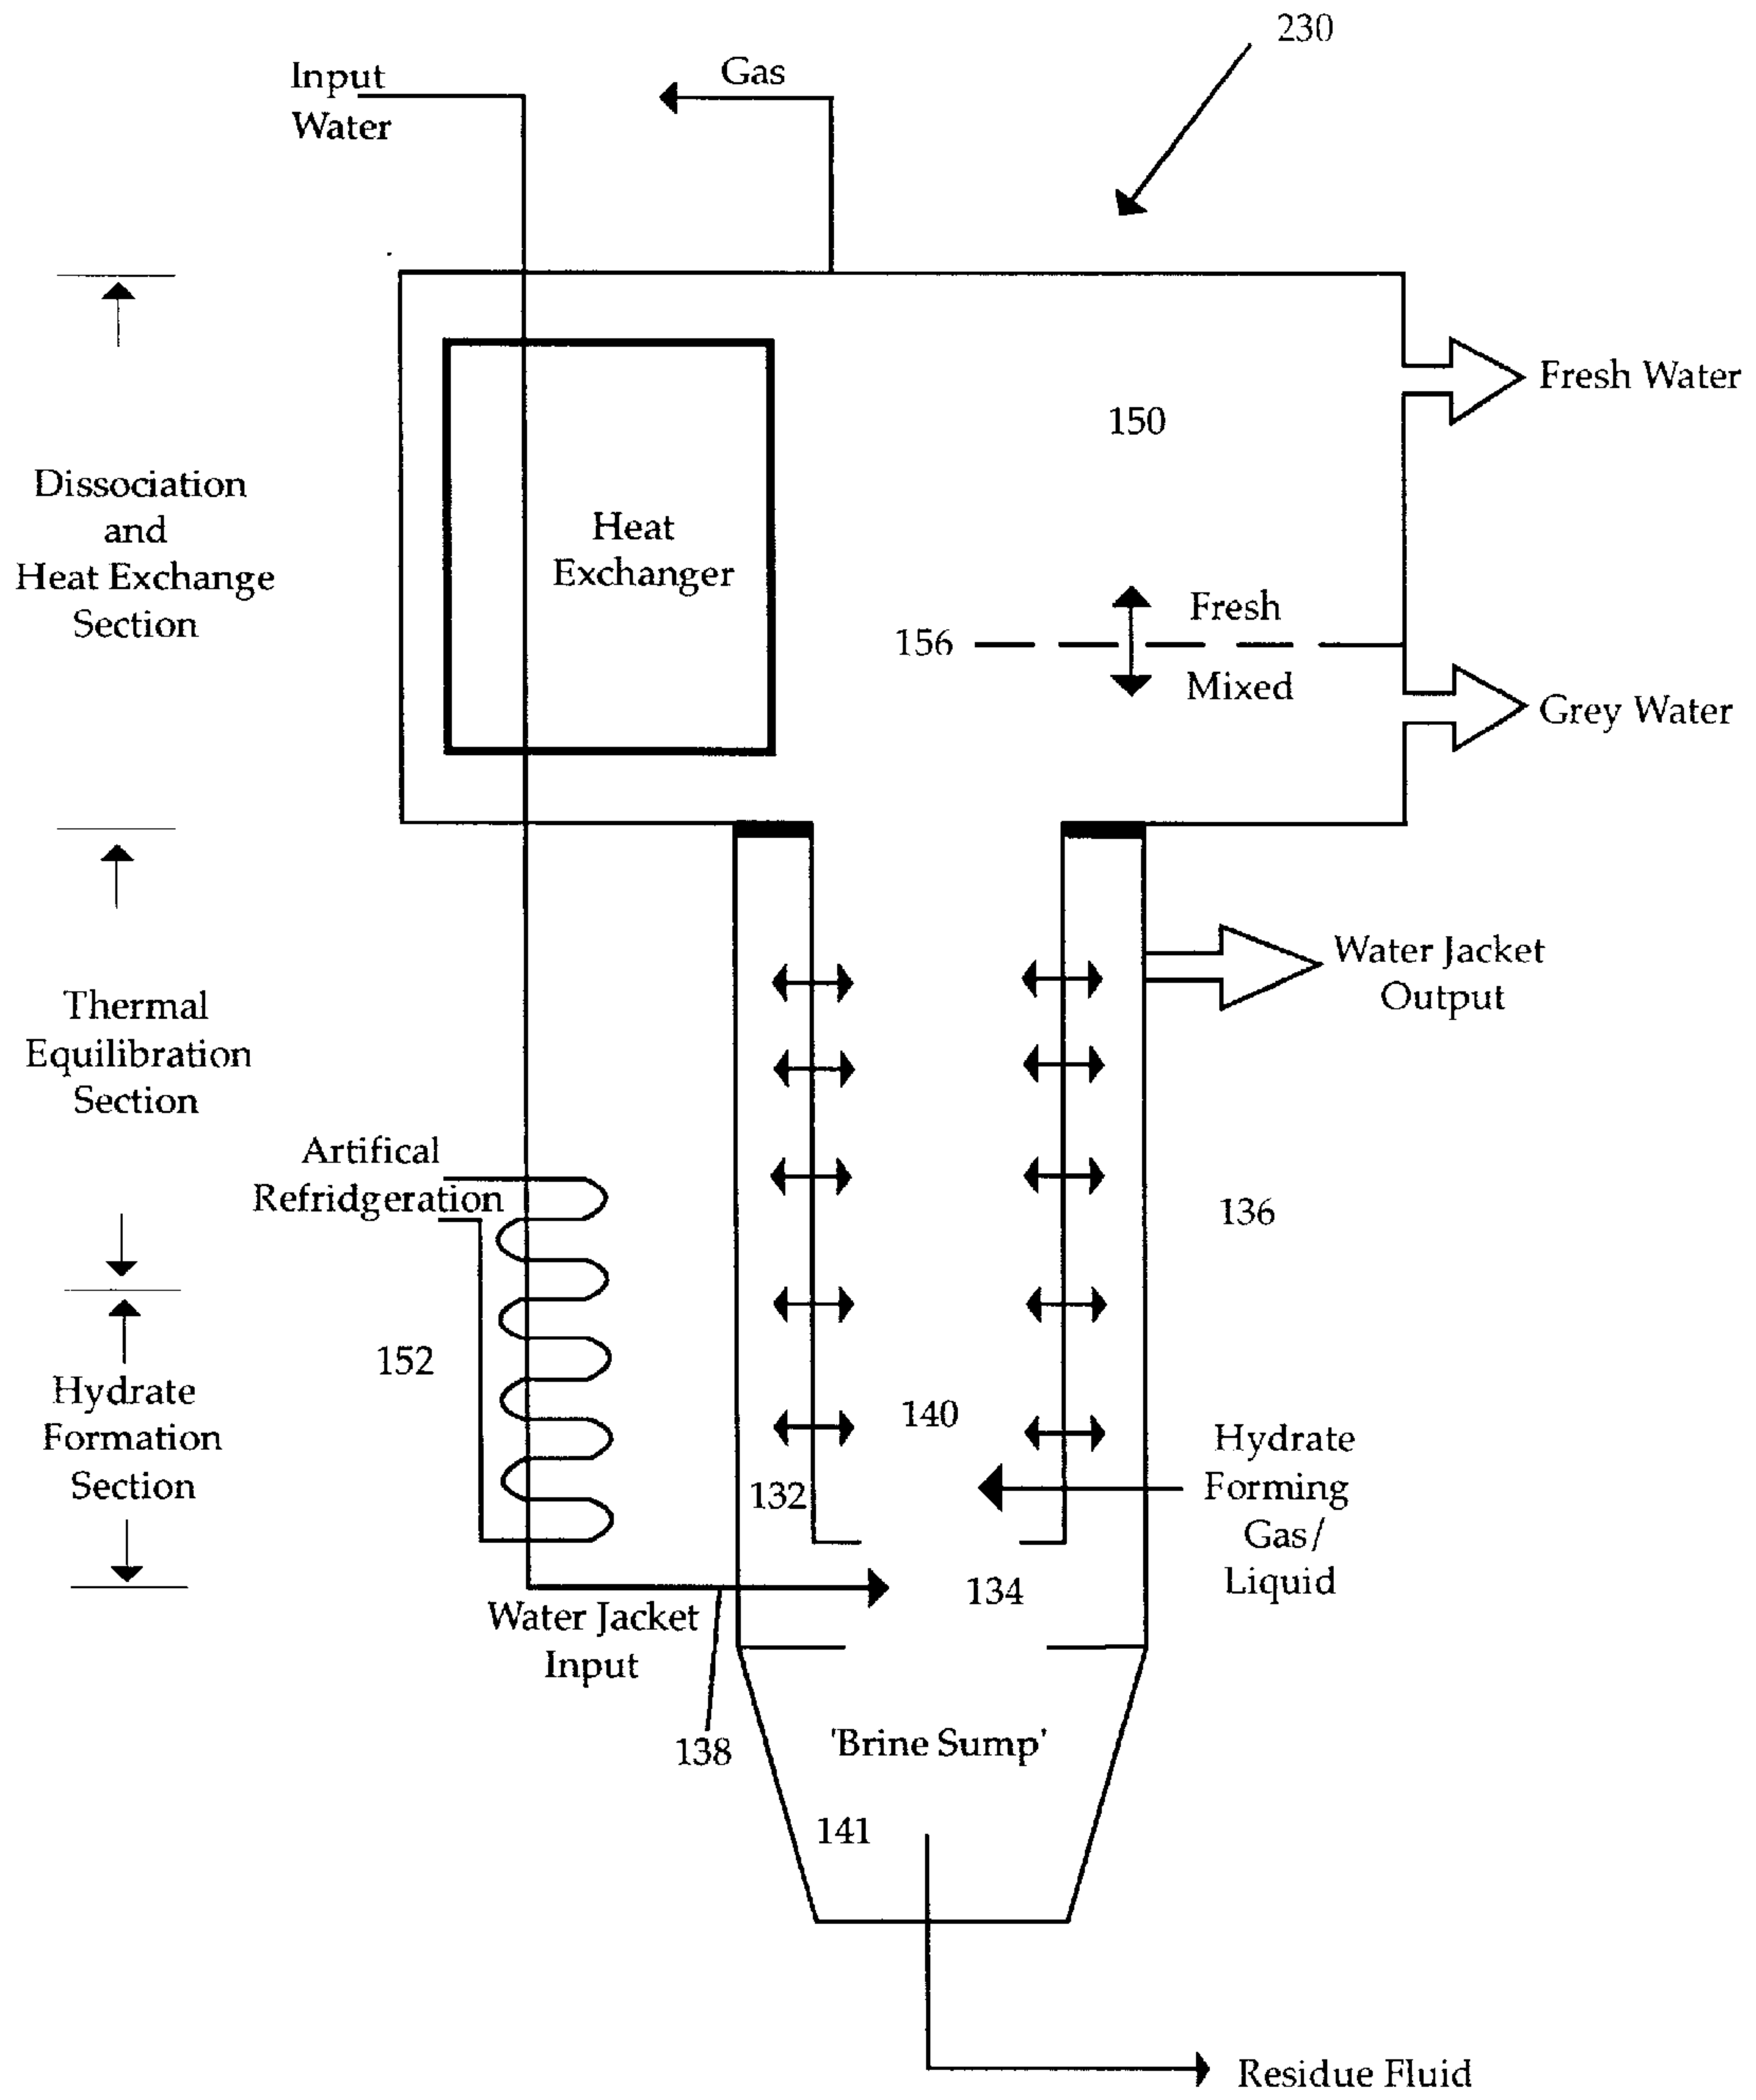 230
Input
Water
Gas
Fresh Water
150
Dissociation
and
Heat Exchange
Section
Heat
Exchanger
156
Fresh
Mixed
Grey Water
Water Jacket
Output
Thermal
Equilibration
Section
Artifical
Refridgeration
136
152
Hydrate
Formation
Section
140
132
Hydrate
Forming
Gas/
Liquid
134
Water Jacket
Input
138
'Brine Sump'
141
Residue Fluid